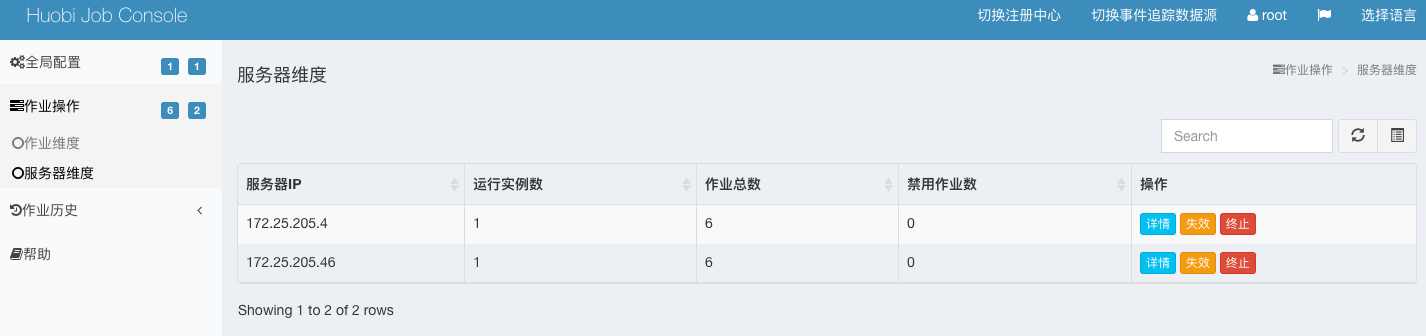 Huobi Job Console 切换注册中心 切换事件追踪数据源 root 选择语言
全局配置 1 1
服务器维度 作业操作 > 服务器维度
作业操作 6 2
Search
作业维度
服务器维度
服务器IP 运行实例数 作业总数 禁用作业数 操作
作业历史
172.25.205.4 1 6 0 详情 失效 终止
帮助
172.25.205.46 1 6 0 详情 失效 终止
Showing 1 to 2 of 2 rows